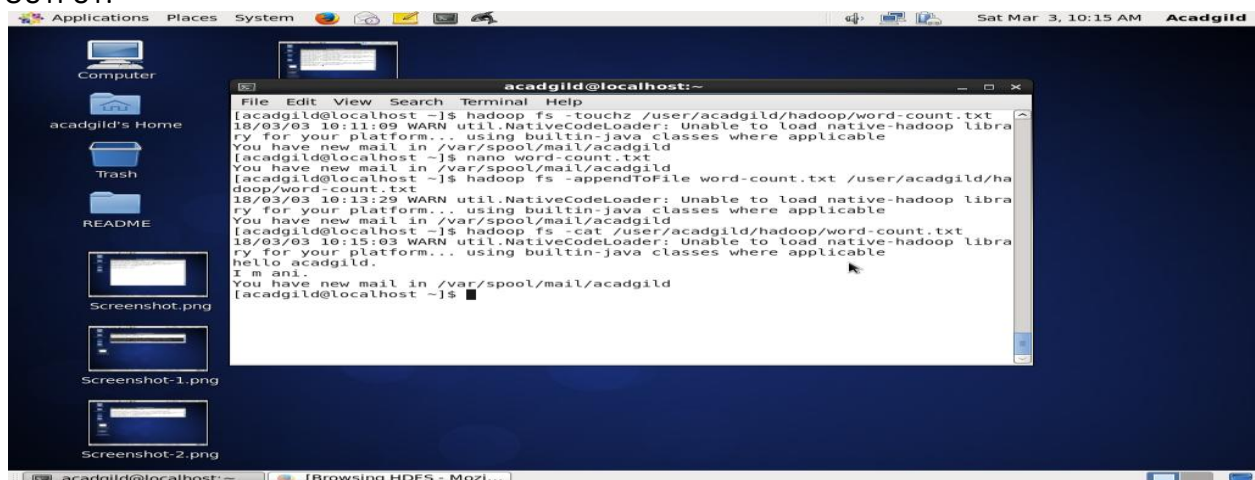 Applications Places System Sat Mar 3, 10:15 AM Acadgild
Computer
acadgild's Home
Trash
README
Screenshot.png
Screenshot-1.png
Screenshot-2.png
acadgild@localhost:~
File Edit View Search Terminal Help
[acadgild@localhost ~]$ hadoop fs -touchz /user/acadgild/hadoop/word-count.txt
18/03/03 10:11:09 WARN util.NativeCodeLoader: Unable to load native-hadoop libra
ry for your platform... using builtin-java classes where applicable
You have new mail in /var/spool/mail/acadgild
[acadgild@localhost ~]$ nano word-count.txt
You have new mail in /var/spool/mail/acadgild
[acadgild@localhost ~]$ hadoop fs -appendToFile word-count.txt /user/acadgild/ha
doop/word-count.txt
18/03/03 10:13:29 WARN util.NativeCodeLoader: Unable to load native-hadoop libra
ry for your platform... using builtin-java classes where applicable
You have new mail in /var/spool/mail/acadgild
[acadgild@localhost ~]$ hadoop fs -cat /user/acadgild/hadoop/word-count.txt
18/03/03 10:15:03 WARN util.NativeCodeLoader: Unable to load native-hadoop libra
ry for your platform... using builtin-java classes where applicable
hello acadgild.
I m ani.
You have new mail in /var/spool/mail/acadgild
[acadgild@localhost ~]$
acadgild@localhost:~ [Browsing HDFS - Mozi...]